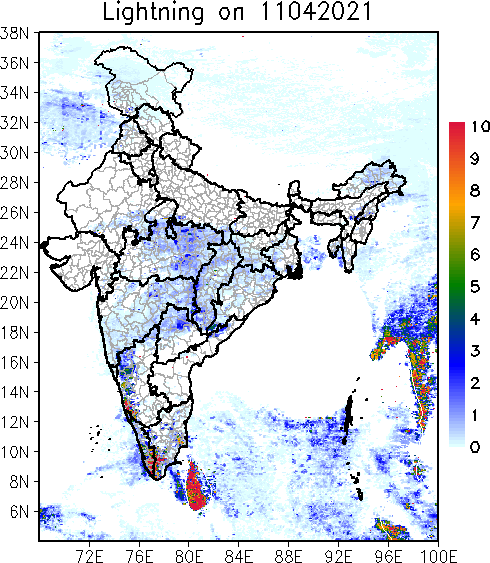 Lightning on 11042021
38N
36N
34N
32N
30N
28N
26N
24N
22N
20N
18N
16N
14N
12N
10N
8N
6N
72E 76E 80E 84E 88E 92E 96E 100E
10
9
8
7
6
5
4
3
2
1
0